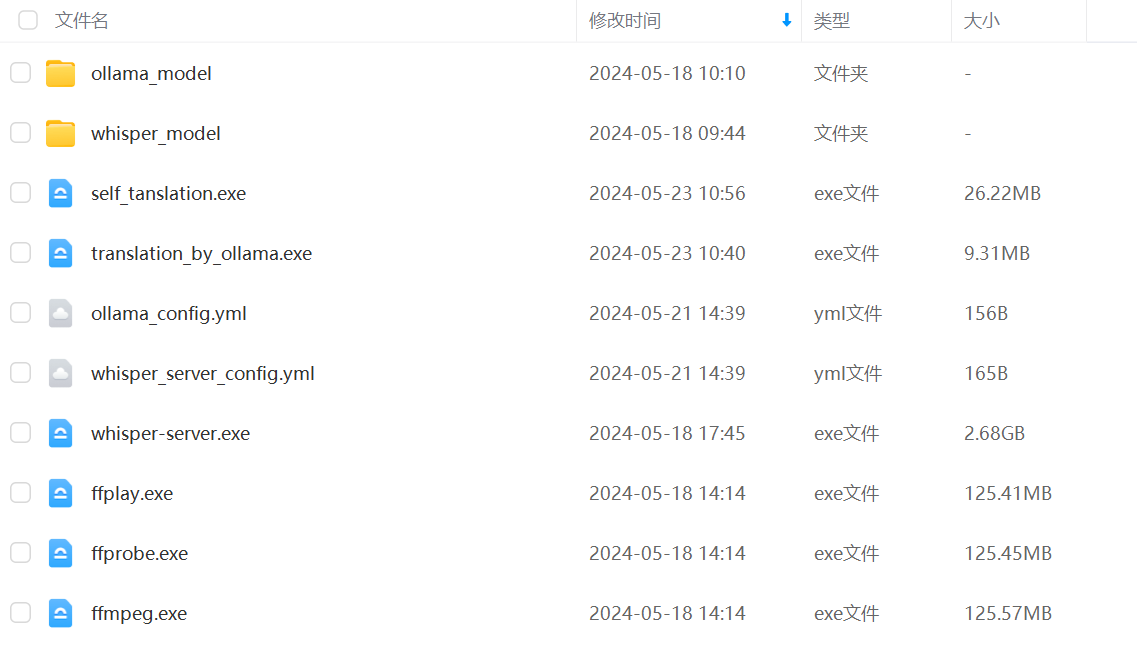 文件名 修改时间 类型 大小
ollama_model 2024-05-18 10:10 文件夹 -
whisper_model 2024-05-18 09:44 文件夹 -
self_tanslation.exe 2024-05-23 10:56 exe文件 26.22MB
translation_by_ollama.exe 2024-05-23 10:40 exe文件 9.31MB
ollama_config.yml 2024-05-21 14:39 yml文件 156B
whisper_server_config.yml 2024-05-21 14:39 yml文件 165B
whisper-server.exe 2024-05-18 17:45 exe文件 2.68GB
ffplay.exe 2024-05-18 14:14 exe文件 125.41MB
ffprobe.exe 2024-05-18 14:14 exe文件 125.45MB
ffmpeg.exe 2024-05-18 14:14 exe文件 125.57MB